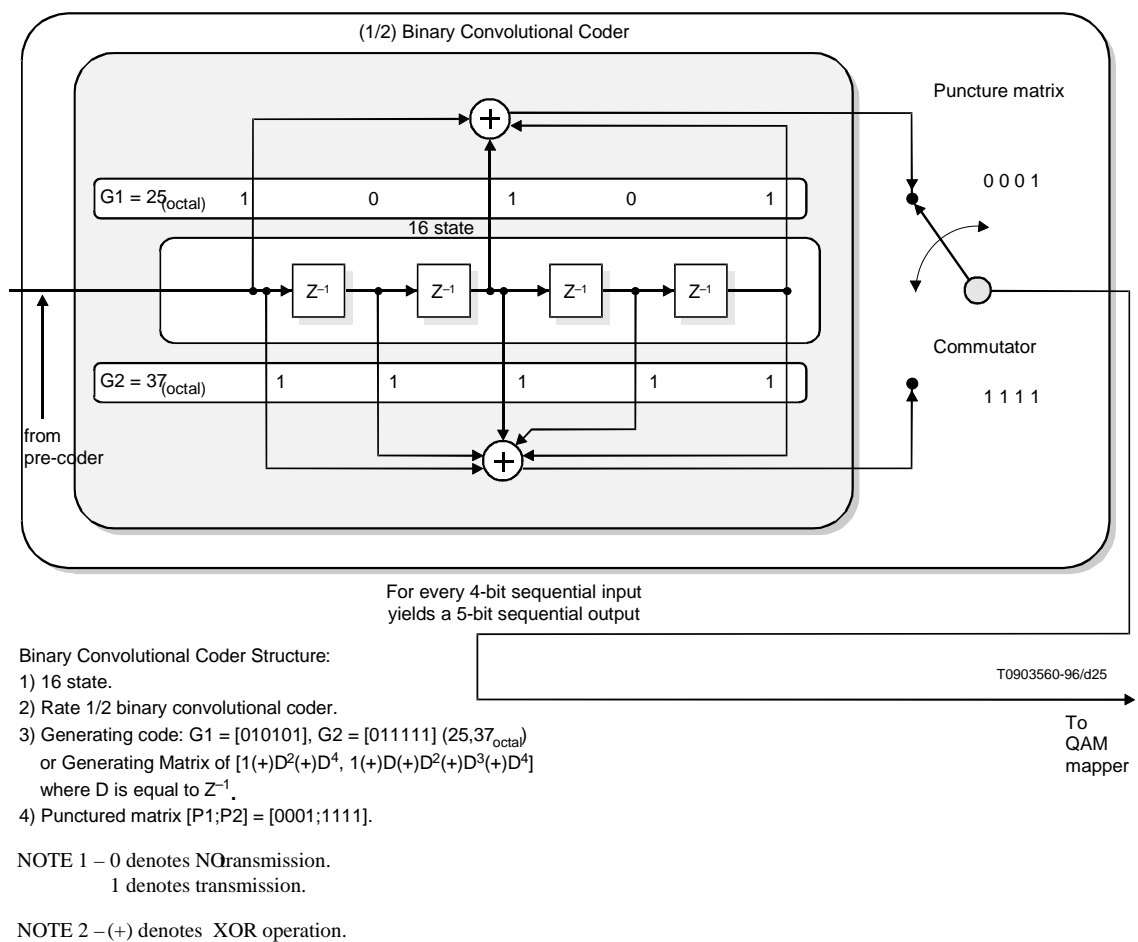 (1/2) Binary Convolutional Coder
Puncture matrix
0 0 0 1
G1 = 25(octal) 1 0 1 0 1
16 state
Z–1 Z–1 Z–1 Z–1
Commutator
G2 = 37(octal) 1 1 1 1 1
1 1 1 1
from
pre-coder
For every 4-bit sequential input
yields a 5-bit sequential output
Binary Convolutional Coder Structure:
1) 16 state.
2) Rate 1/2 binary convolutional coder.
3) Generating code: G1 = [010101], G2 = [011111] (25,37octal)
or Generating Matrix of [1(+)D2(+)D4, 1(+)D(+)D2(+)D3(+)D4]
where D is equal to Z–1.
4) Punctured matrix [P1;P2] = [0001;1111].
T0903560-96/d25
To
QAM
mapper
NOTE 1 – 0 denotes NO transmission.
1 denotes transmission.
NOTE 2 – (+) denotes XOR operation.